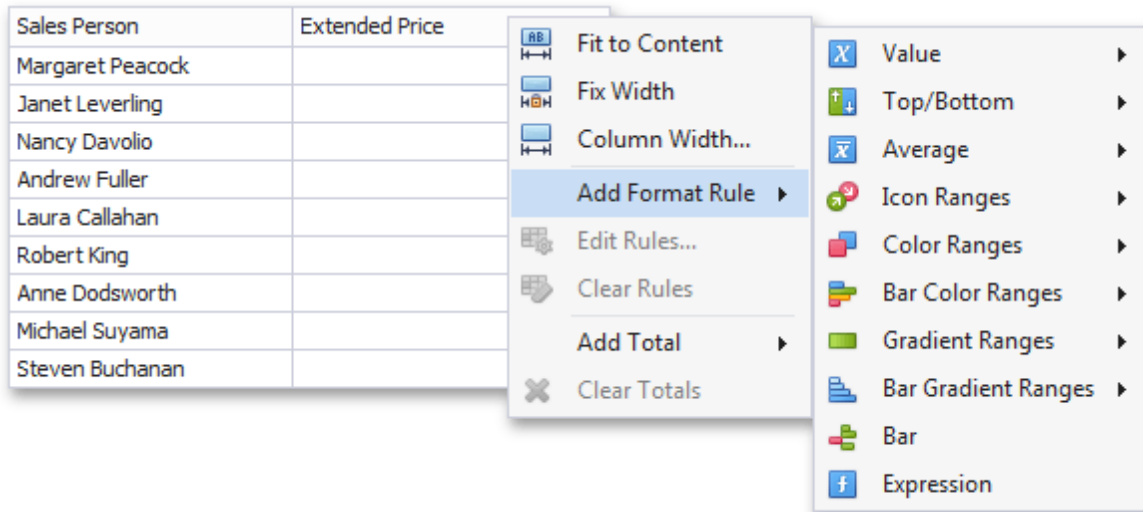 Sales Person
Extended Price
Margaret Peacock
Janet Leverling
Nancy Davolio
Andrew Fuller
Laura Callahan
Robert King
Anne Dodsworth
Michael Suyama
Steven Buchanan
AB
Fit to Content
Fix Width
Column Width...
Add Format Rule
Edit Rules...
Clear Rules
Add Total
Clear Totals
Value
Top/Bottom
Average
Icon Ranges
Color Ranges
Bar Color Ranges
Gradient Ranges
Bar Gradient Ranges
Bar
Expression